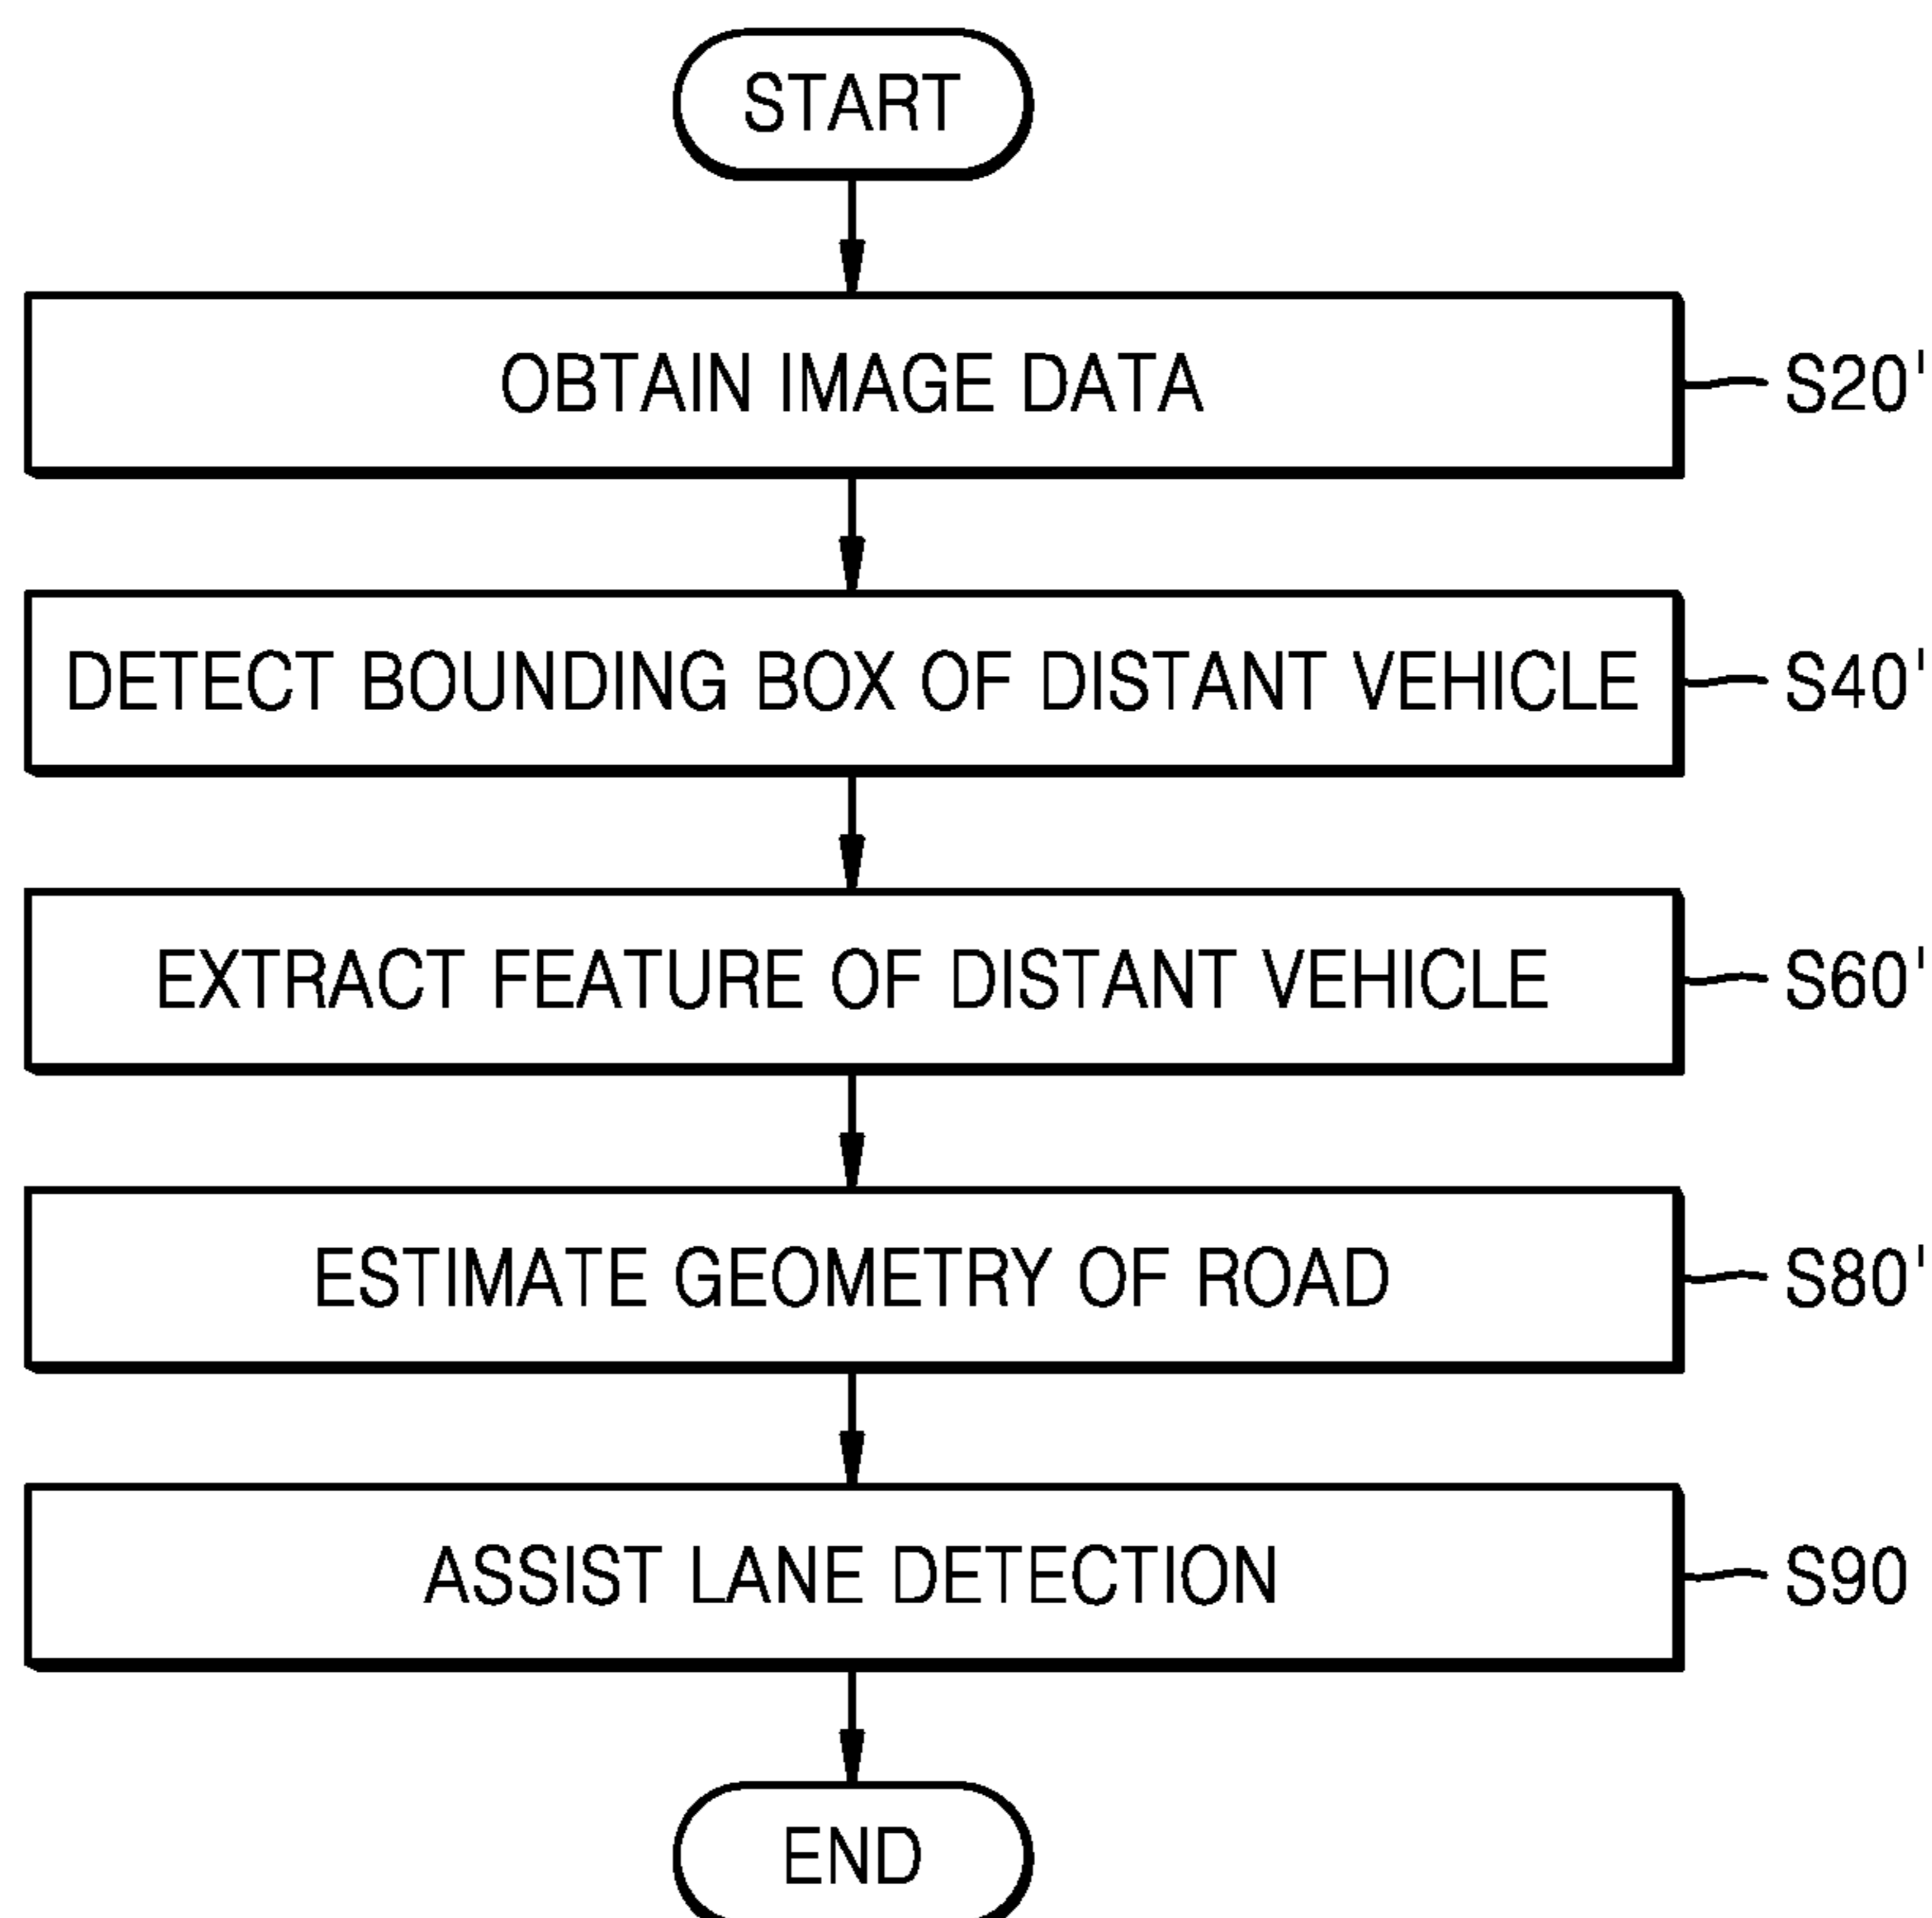 START
OBTAIN IMAGE DATA
S20'
DETECT BOUNDING BOX OF DISTANT VEHICLE
S40'
EXTRACT FEATURE OF DISTANT VEHICLE
S60'
ESTIMATE GEOMETRY OF ROAD
S80'
ASSIST LANE DETECTION
S90
END